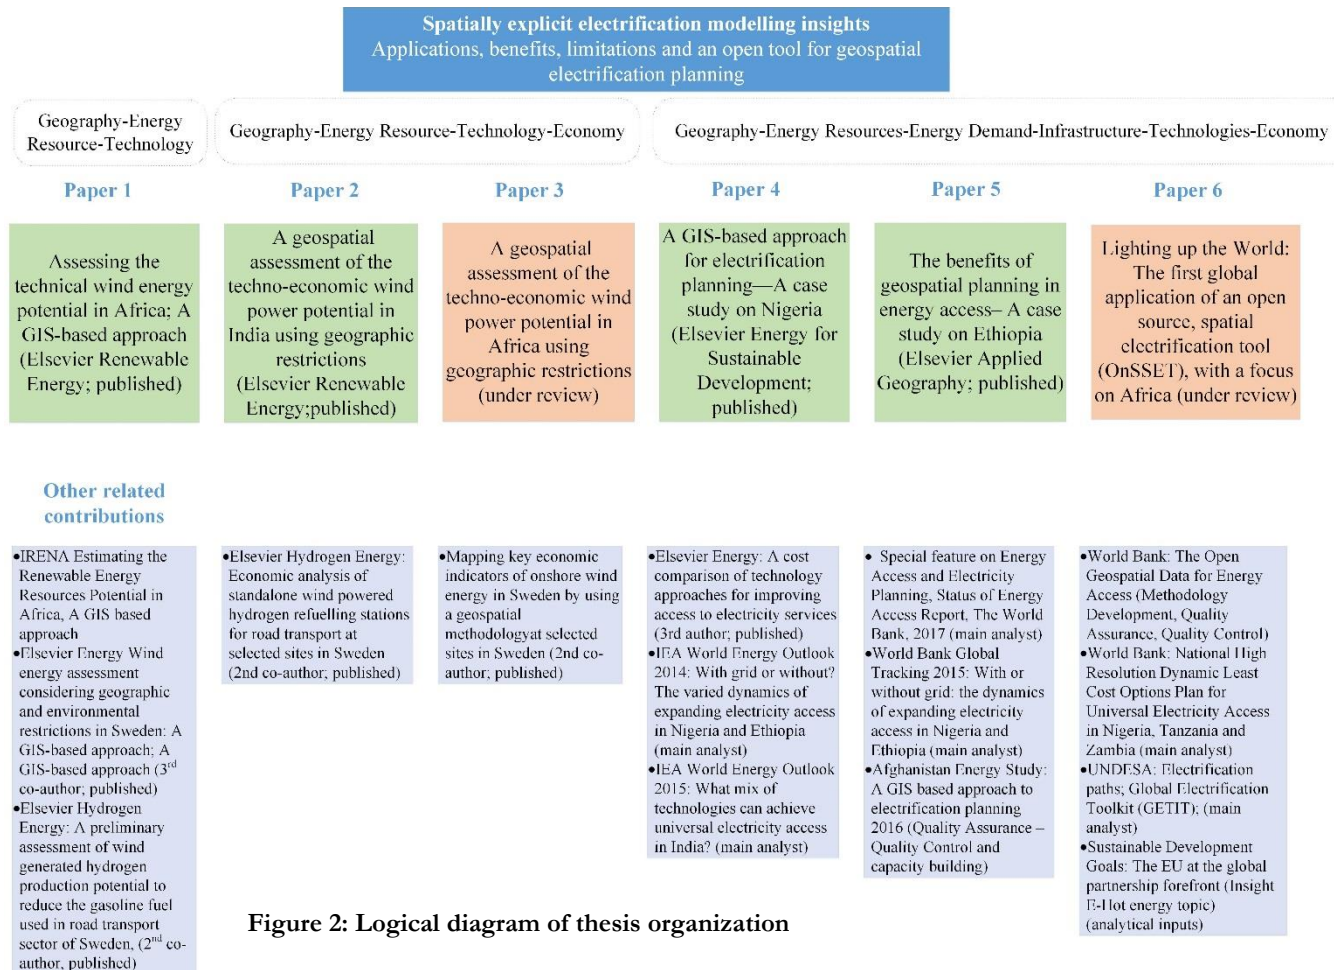 Spatially explicit electrification modelling insights
Applications, benefits, limitations and an open tool for geospatial
electrification planning
Geography-Energy
Resource-Technology
Geography-Energy Resource-Technology-Economy
Geography-Energy Resources-Energy Demand-Infrastructure-Technologies-Economy
Paper 1
Assessing the
technical wind energy
potential in Africa; A
GIS-based approach
(Elsevier Renewable
Energy; published)
Paper 2
A geospatial
assessment of the
techno-economic wind
power potential in
India using geographic
restrictions
(Elsevier Renewable
Energy;published)
Paper 3
A geospatial
assessment of the
techno-economic wind
power potential in
Africa using
geographic restrictions
(under review)
Paper 4
A GIS-based approach
for electrification
planning—A case
study on Nigeria
(Elsevier Energy for
Sustainable
Development;
published)
Paper 5
The benefits of
geospatial planning in
energy access– A case
study on Ethiopia
(Elsevier Applied
Geography; published)
Paper 6
Lighting up the World:
The first global
application of an open
source, spatial
electrification tool
(OnSSET), with a focus
on Africa (under review)
Other related
contributions
•IRENA Estimating the
Renewable Energy
Resources Potential in
Africa, A GIS based
approach
•Elsevier Energy Wind
energy assessment
considering geographic
and environmental
restrictions in Sweden: A
GIS-based approach; A
GIS-based approach (3rd
co-author; published)
•Elsevier Hydrogen
Energy: A preliminary
assessment of wind
generated hydrogen
production potential to
reduce the gasoline fuel
used in road transport
sector of Sweden, (2nd co-
author, published)
•Elsevier Hydrogen Energy:
Economic analysis of
standalone wind powered
hydrogen refuelling stations
for road transport at
selected sites in Sweden
(2nd co-author; published)
•Mapping key economic
indicators of onshore wind
energy in Sweden by using
a geospatial
methodologyat selected
sites in Sweden (2nd co-
author; published)
•Elsevier Energy: A cost
comparison of technology
approaches for improving
access to electricity services
(3rd author; published)
•IEA World Energy Outlook
2014: With grid or without?
The varied dynamics of
expanding electricity access
in Nigeria and Ethiopia
(main analyst)
•IEA World Energy Outlook
2015: What mix of
technologies can achieve
universal electricity access
in India? (main analyst)
• Special feature on Energy
Access and Electricity
Planning, Status of Energy
Access Report, The World
Bank, 2017 (main analyst)
•World Bank Global
Tracking 2015: With or
without grid: the dynamics
of expanding electricity
access in Nigeria and
Ethiopia (main analyst)
•Afghanistan Energy Study:
A GIS based approach to
electrification planning
2016 (Quality Assurance –
Quality Control and
capacity building)
•World Bank: The Open
Geospatial Data for Energy
Access (Methodology
Development, Quality
Assurance, Quality Control)
•World Bank: National High
Resolution Dynamic Least
Cost Options Plan for
Universal Electricity Access
in Nigeria, Tanzania and
Zambia (main analyst)
•UNDESA: Electrification
paths; Global Electrification
Toolkit (GETIT); (main
analyst)
•Sustainable Development
Goals: The EU at the global
partnership forefront (Insight
E-Hot energy topic)
(analytical inputs)
Figure 2: Logical diagram of thesis organization